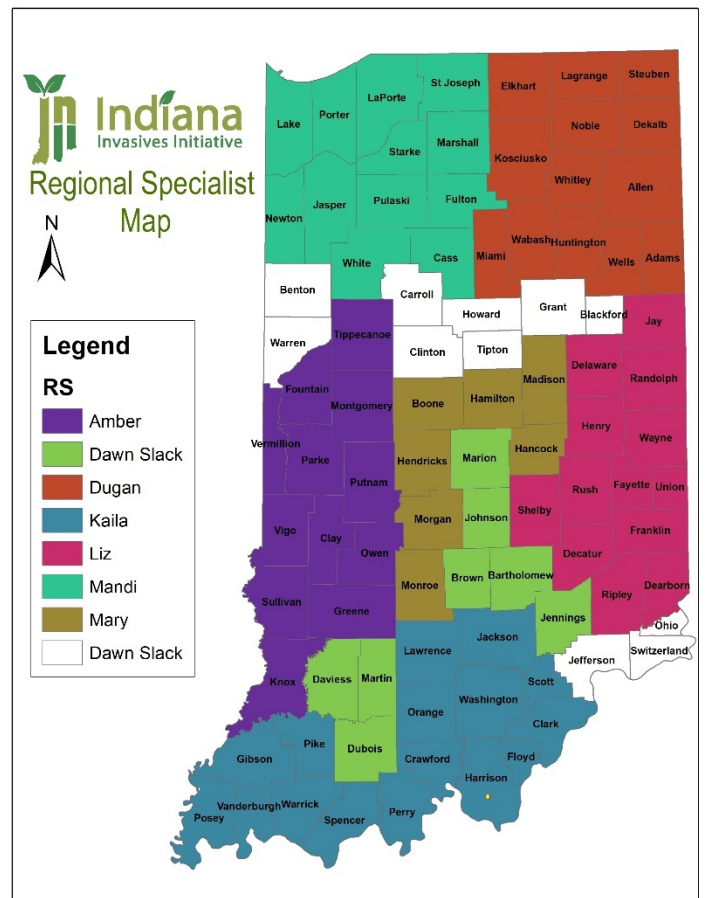 Indiana
Invasives Initiative
Regional Specialist
Map
N
Legend
RS
Amber
Dawn Slack
Dugan
Kaila
Liz
Mandi
Mary
Dawn Slack
St Joseph
Elkhart
Lagrange
Steuben
LaPorte
Porter
Lake
Noble
Dekalb
Starke
Marshall
Kosciusko
Whitley
Allen
Newton
Jasper
Pulaski
Fulton
White
Cass
Miami
Wabash
Huntington
Wells
Adams
Benton
Carroll
Howard
Grant
Blackford
Jay
Warren
Tippecanoe
Clinton
Tipton
Delaware
Randolph
Fountain
Montgomery
Boone
Hamilton
Madison
Henry
Wayne
Vermillion
Parke
Putnam
Hendricks
Marion
Hancock
Rush
Fayette
Union
Vigo
Clay
Owen
Morgan
Johnson
Shelby
Franklin
Decatur
Sullivan
Greene
Monroe
Brown
Bartholomew
Ripley
Dearborn
Jennings
Ohio
Switzerland
Jefferson
Knox
Daviess
Martin
Lawrence
Jackson
Scott
Washington
Orange
Clark
Dubois
Pike
Gibson
Crawford
Floyd
Harrison
Posey
Vanderburgh
Warrick
Spencer
Perry